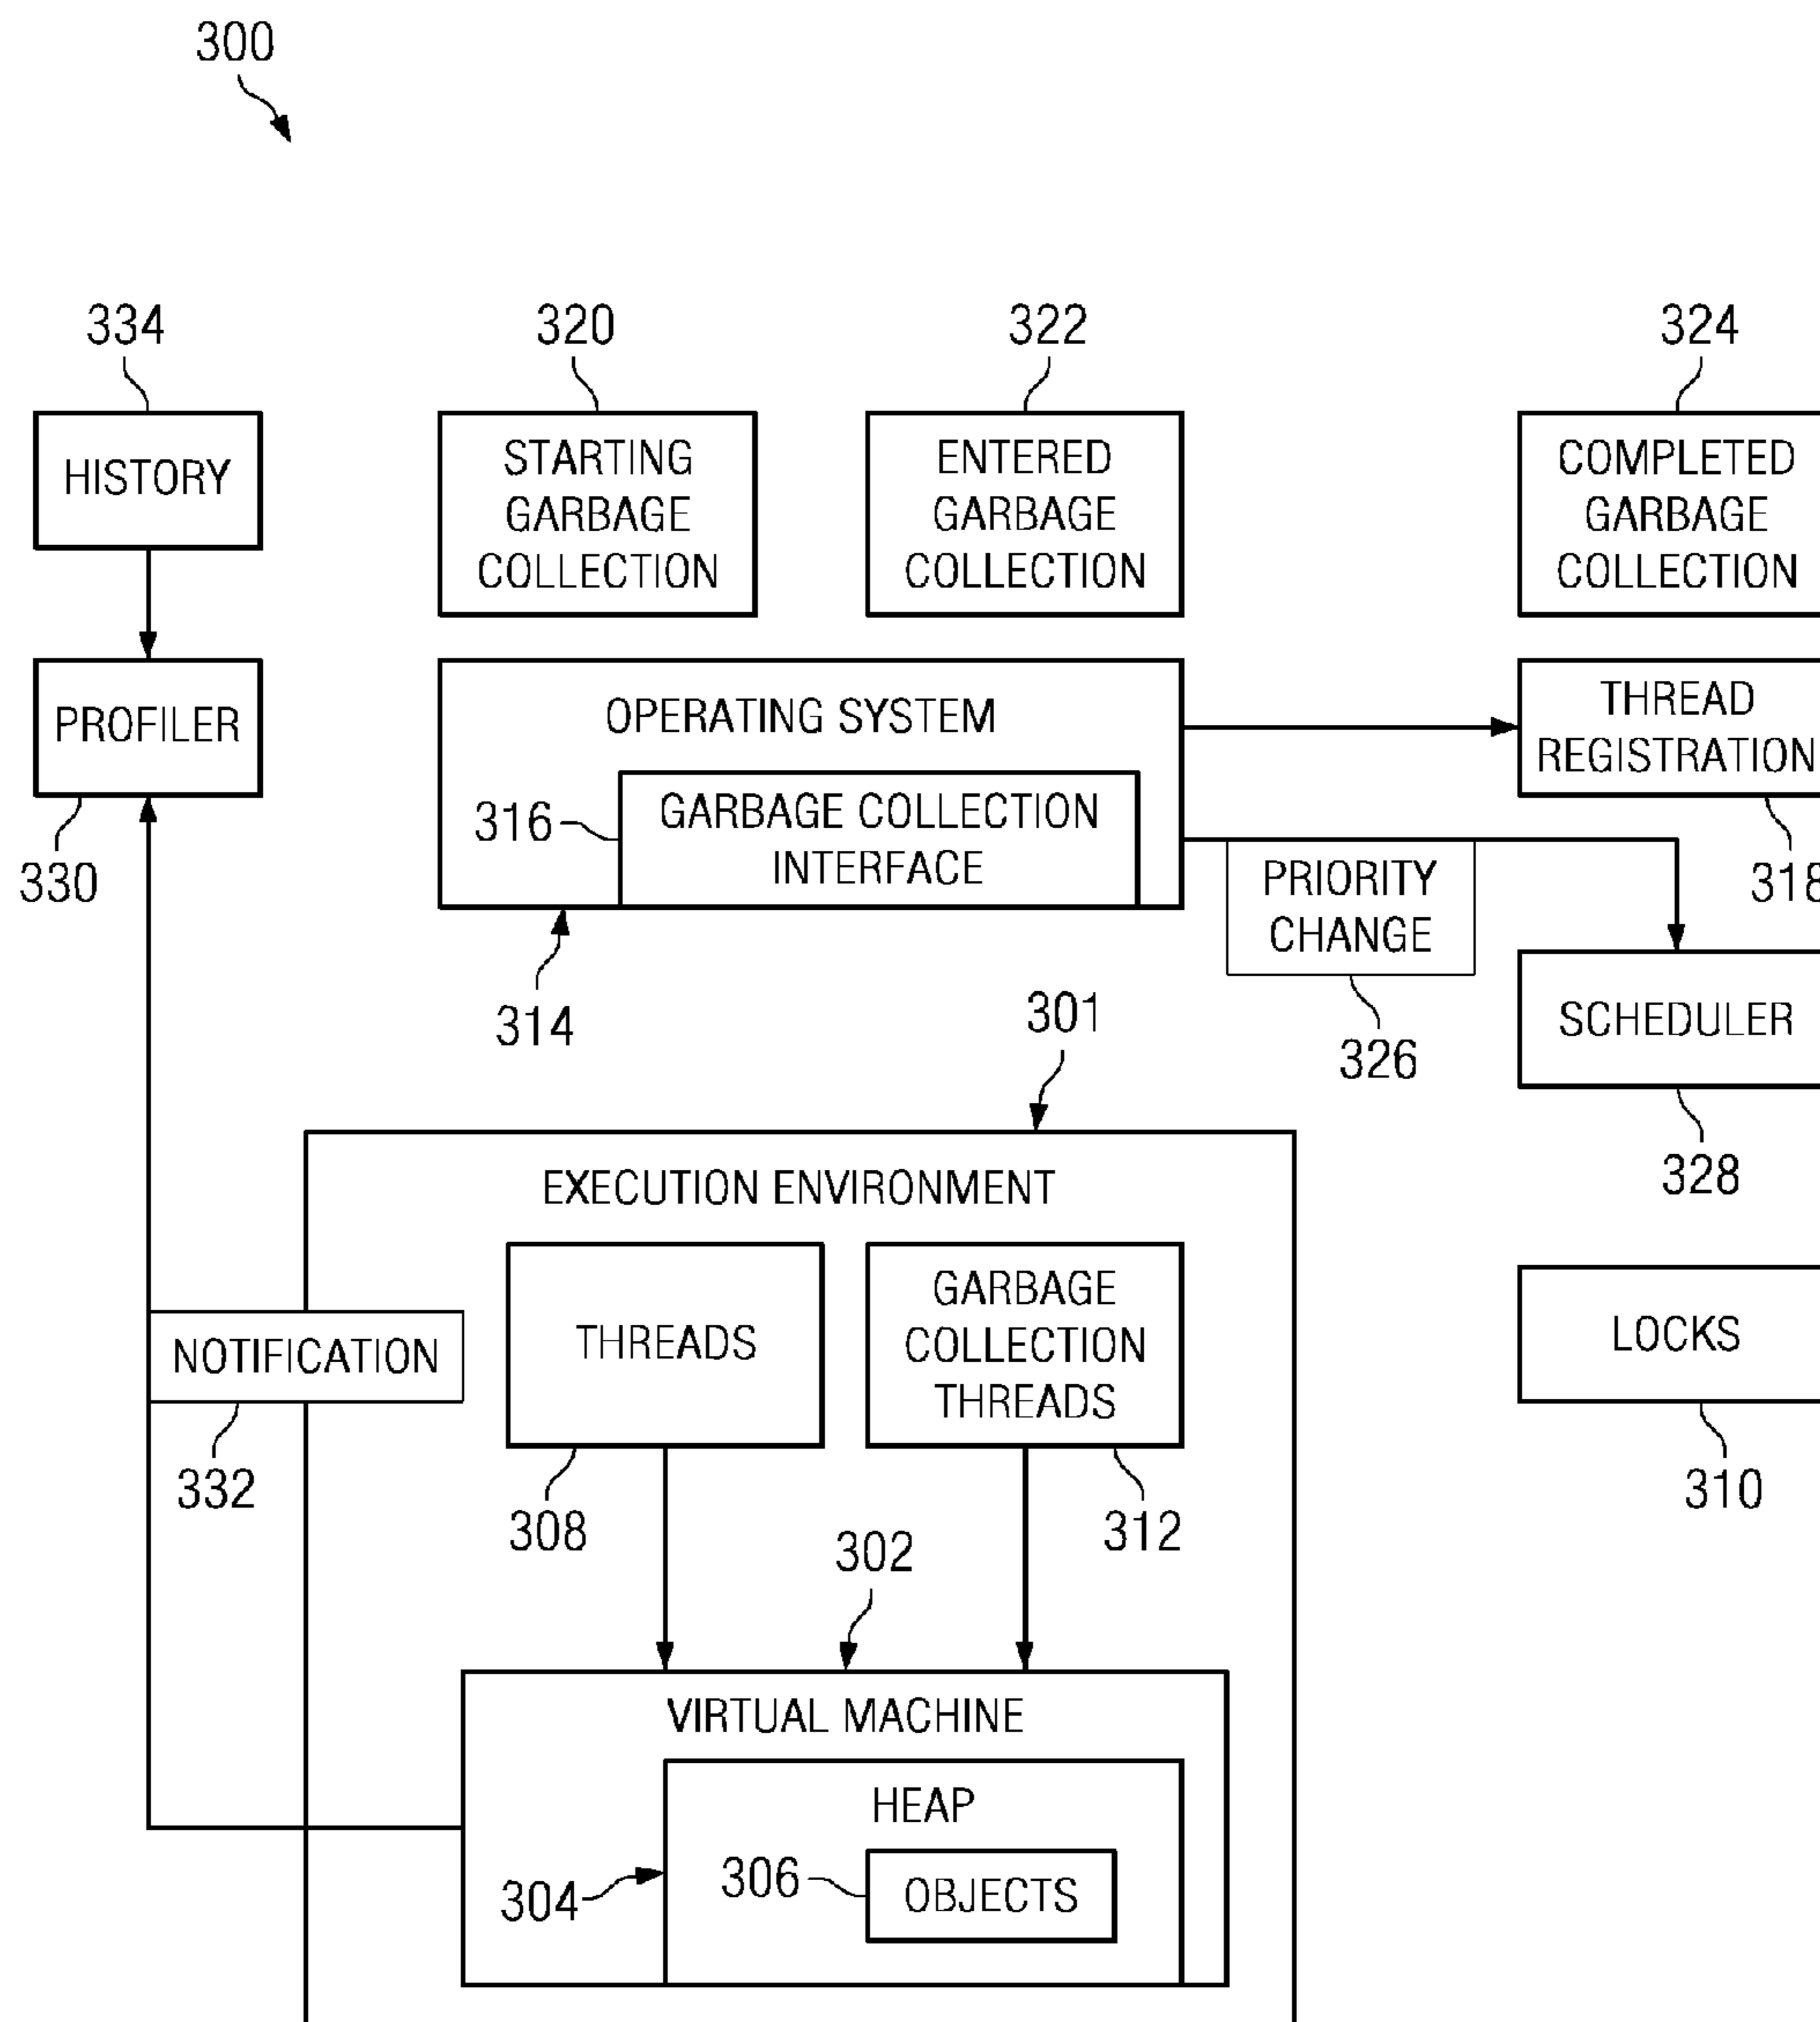 300
334
320
322
324
HISTORY
STARTING
GARBAGE
COLLECTION
ENTERED
GARBAGE
COLLECTION
COMPLETED
GARBAGE
COLLECTION
PROFILER
330
OPERATING SYSTEM
316
GARBAGE COLLECTION
INTERFACE
314
THREAD
REGISTRATION
318
PRIORITY
CHANGE
326
SCHEDULER
328
301
EXECUTION ENVIRONMENT
THREADS
308
GARBAGE
COLLECTION
THREADS
312
NOTIFICATION
332
LOCKS
310
302
VIRTUAL MACHINE
HEAP
304
306
OBJECTS